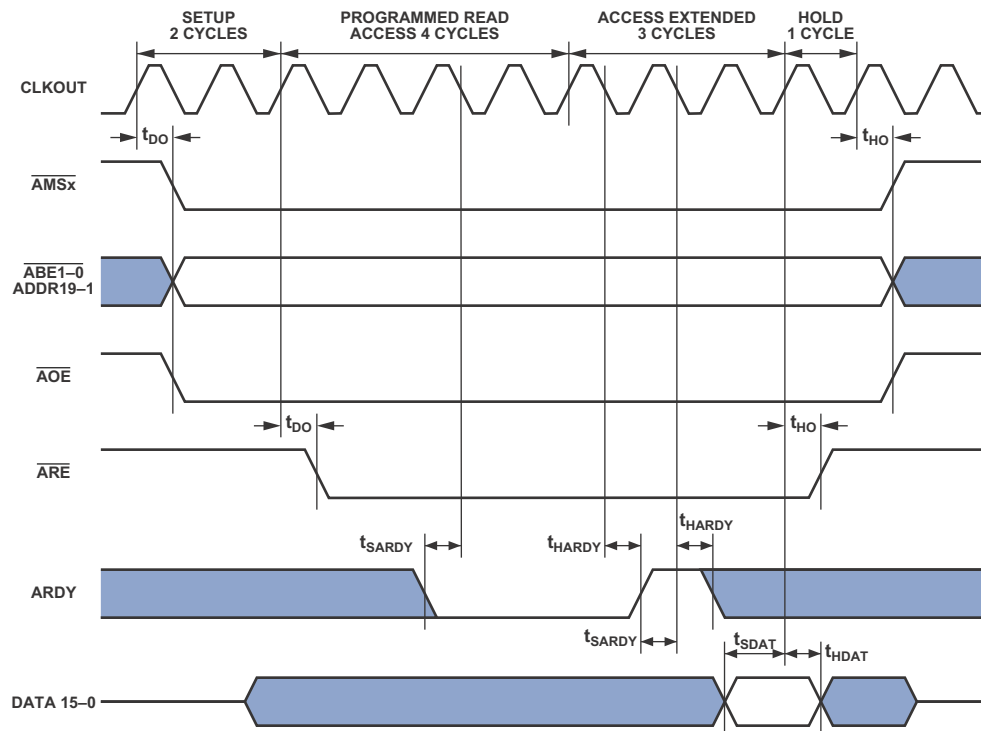 SETUP
2 CYCLES
PROGRAMMED READ
ACCESS 4 CYCLES
ACCESS EXTENDED
3 CYCLES
HOLD
1 CYCLE
CLKOUT
tDO
tHO
AMSx
ABE1–0
ADDR19–1
AOE
tDO
tHO
ARE
tSARDY
tHARDY
tHARDY
ARDY
tSARDY
tSDAT
tHDAT
DATA 15–0